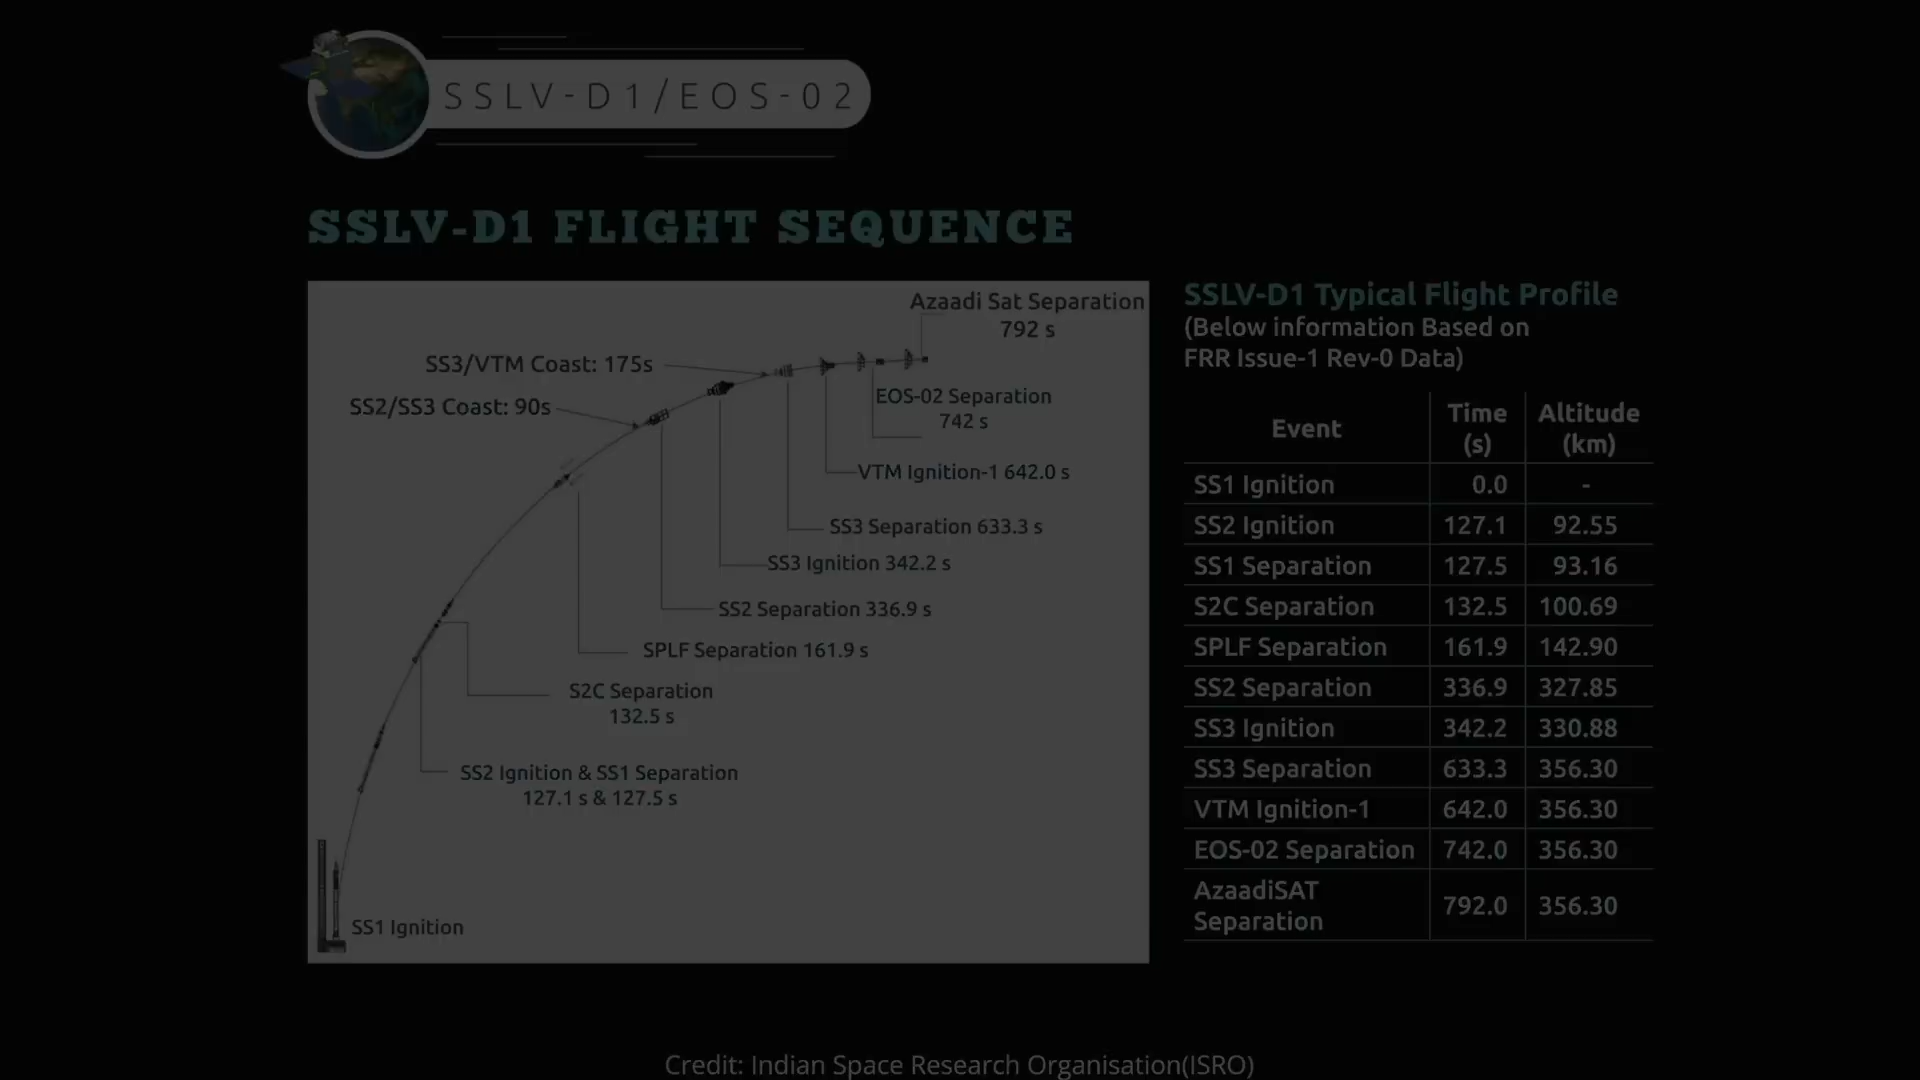 SSLV-D1/EOS-02
SSLV-D1 FLIGHT SEQUENCE
Azaadi Sat Separation
792 s
SS3/VTM Coast: 175s
SS2/SS3 Coast: 90s
EOS-02 Separation
742 s
VTM Ignition-1 642.0 s
SS3 Separation 633.3 s
SS3 Ignition 342.2 s
SS2 Separation 336.9 s
SPLF Separation 161.9 s
S2C Separation
132.5 s
SS2 Ignition & SS1 Separation
127.1 s & 127.5 s
SS1 Ignition
SSLV-D1 Typical Flight Profile
(Below information Based on
FRR Issue-1 Rev-0 Data)
Event Time (s) Altitude (km)
SS1 Ignition 0.0 -
SS2 Ignition 127.1 92.55
SS1 Separation 127.5 93.16
S2C Separation 132.5 100.69
SPLF Separation 161.9 142.90
SS2 Separation 336.9 327.85
SS3 Ignition 342.2 330.88
SS3 Separation 633.3 356.30
VTM Ignition-1 642.0 356.30
EOS-02 Separation 742.0 356.30
AzaadiSAT Separation 792.0 356.30
Credit: Indian Space Research Organisation(ISRO)